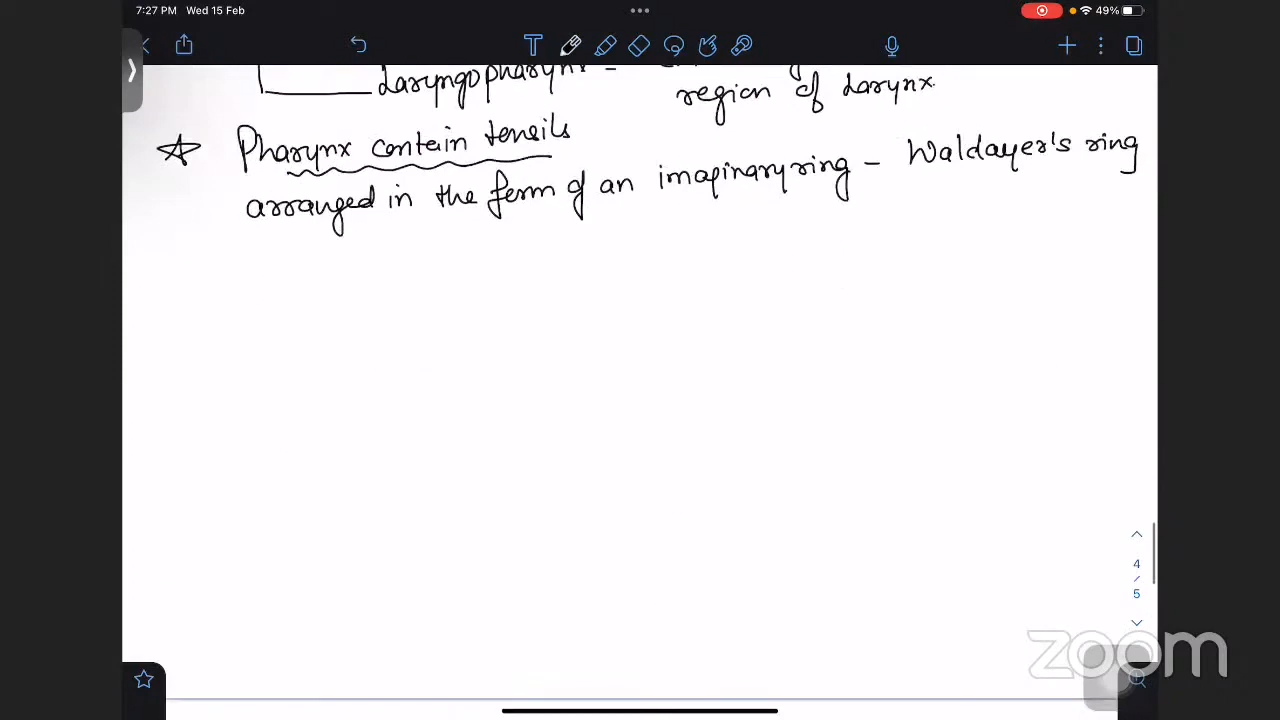 7:27 PM Wed 15 Feb
49%
Laryngopharynx –
region of Larynx.
Pharynx contain tonsils
arranged in the form of an imaginary ring – Waldayer's ring
4
/
5
zoom